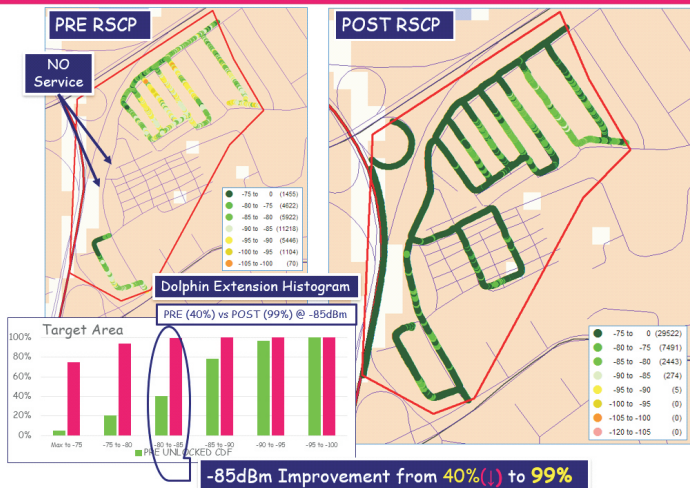 PRE RSCP
POST RSCP
NO
Service
-75 to 0 (1455)
-80 to -75 (4622)
-85 to -80 (5922)
-90 to -85 (11218)
-95 to -90 (5446)
-100 to -95 (1104)
-105 to -100 (70)
Dolphin Extension Histogram
PRE (40%) vs POST (99%) @ -85dBm
Target Area
100%
80%
60%
40%
20%
0%
Max to -75
-75 to -80
-80 to -85
-85 to -90
-90 to -95
-95 to -100
PRE UNLOCKED CDF
-75 to 0 (29522)
-80 to -75 (7491)
-85 to -80 (2443)
-90 to -85 (274)
-95 to -90 (5)
-100 to -95 (0)
-105 to -100 (0)
-120 to -105 (0)
-85dBm Improvement from 40%(↓) to 99%